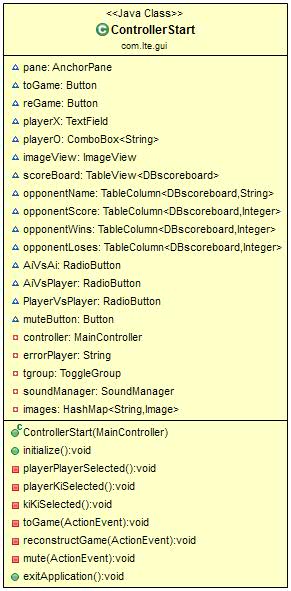 <<Java Class>>
ControllerStart
com.lte.gui
pane: AnchorPane
toGame: Button
reGame: Button
playerX: TextField
playerO: ComboBox<String>
imageView: ImageView
scoreBoard: TableView<DBscoreboard>
opponentName: TableColumn<DBscoreboard,String>
opponentScore: TableColumn<DBscoreboard,Integer>
opponentWins: TableColumn<DBscoreboard,Integer>
opponentLoses: TableColumn<DBscoreboard,Integer>
AiVsAi: RadioButton
AiVsPlayer: RadioButton
PlayerVsPlayer: RadioButton
muteButton: Button
controller: MainController
errorPlayer: String
tgroup: ToggleGroup
soundManager: SoundManager
images: HashMap<String,Image>
ControllerStart(MainController)
initialize():void
playerPlayerSelected():void
playerKiSelected():void
kiKiSelected():void
toGame(ActionEvent):void
reconstructGame(ActionEvent):void
mute(ActionEvent):void
exitApplication():void